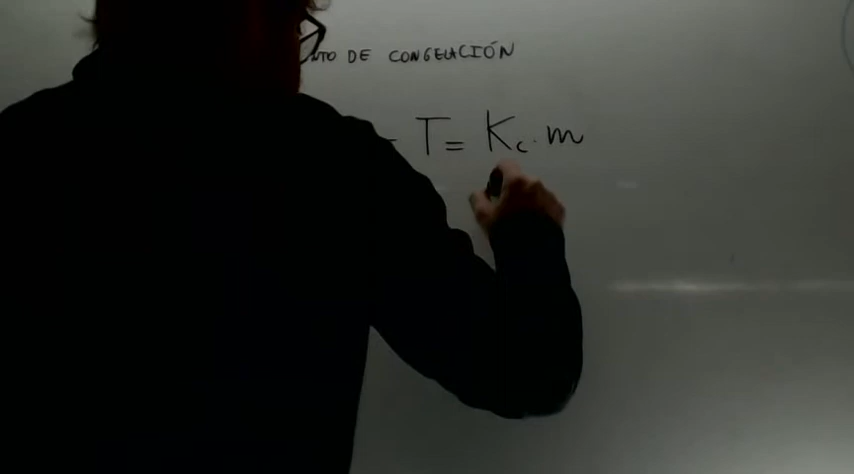 DE CONGELACIÓN
- T = Kc · m